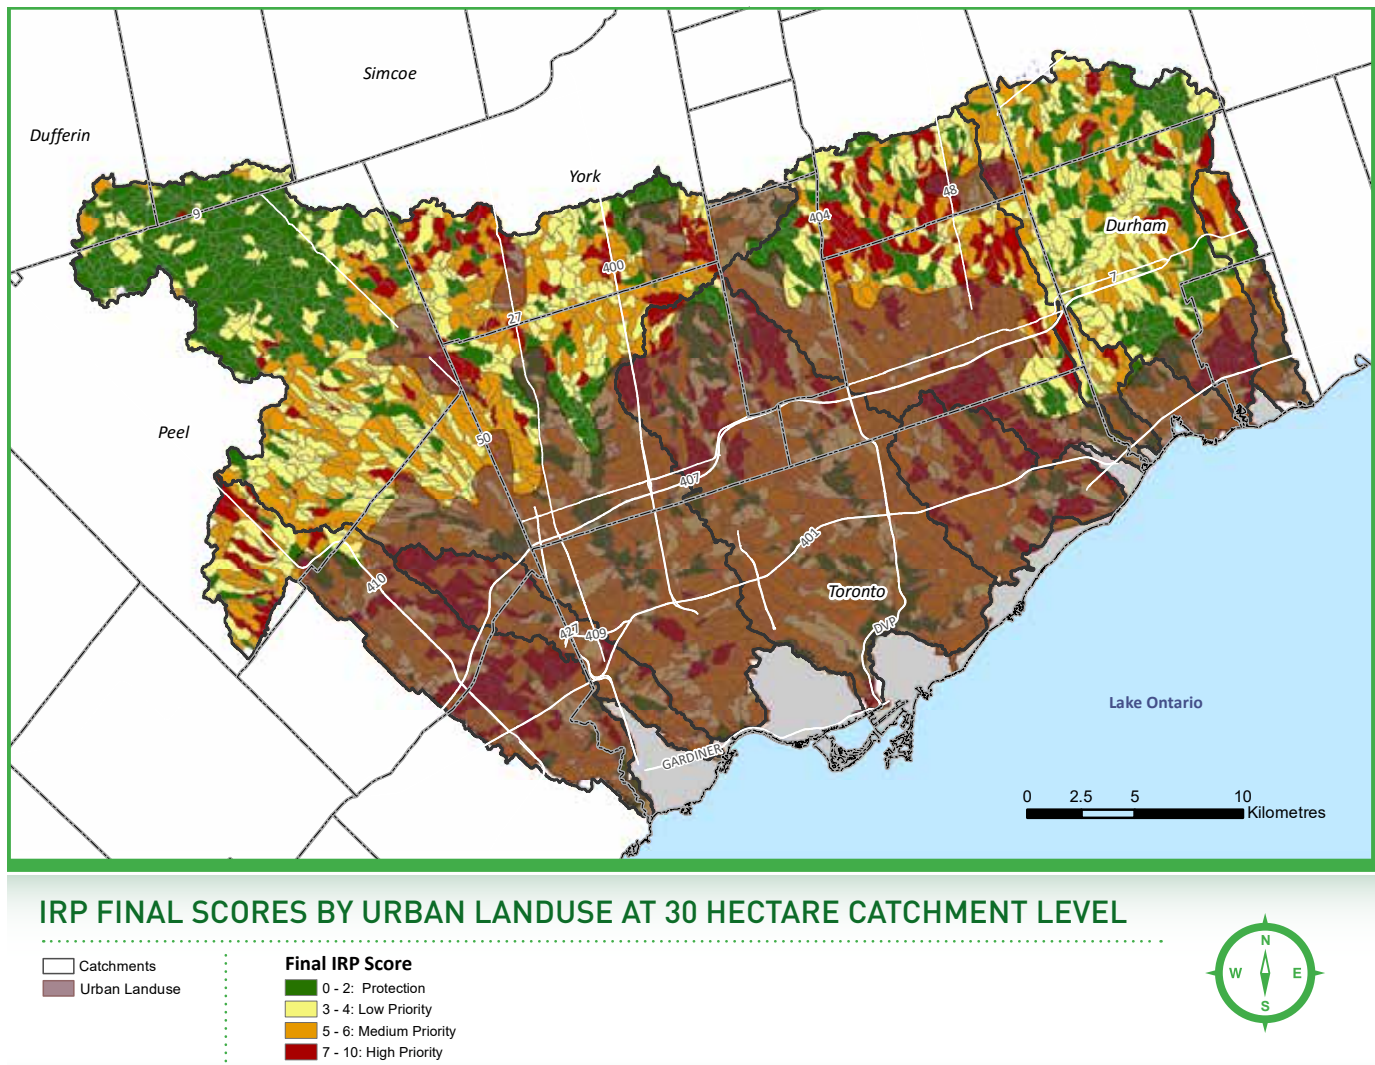 Simcoe
Dufferin
York
9
48
404
Durham
400
7
27
Peel
50
407
401
410
Toronto
427
409
DVP
Lake Ontario
GARDINER
0 2.5 5 10
Kilometres
IRP FINAL SCORES BY URBAN LANDUSE AT 30 HECTARE CATCHMENT LEVEL
Catchments
Urban Landuse
Final IRP Score
0 - 2: Protection
3 - 4: Low Priority
5 - 6: Medium Priority
7 - 10: High Priority
N
W E
S